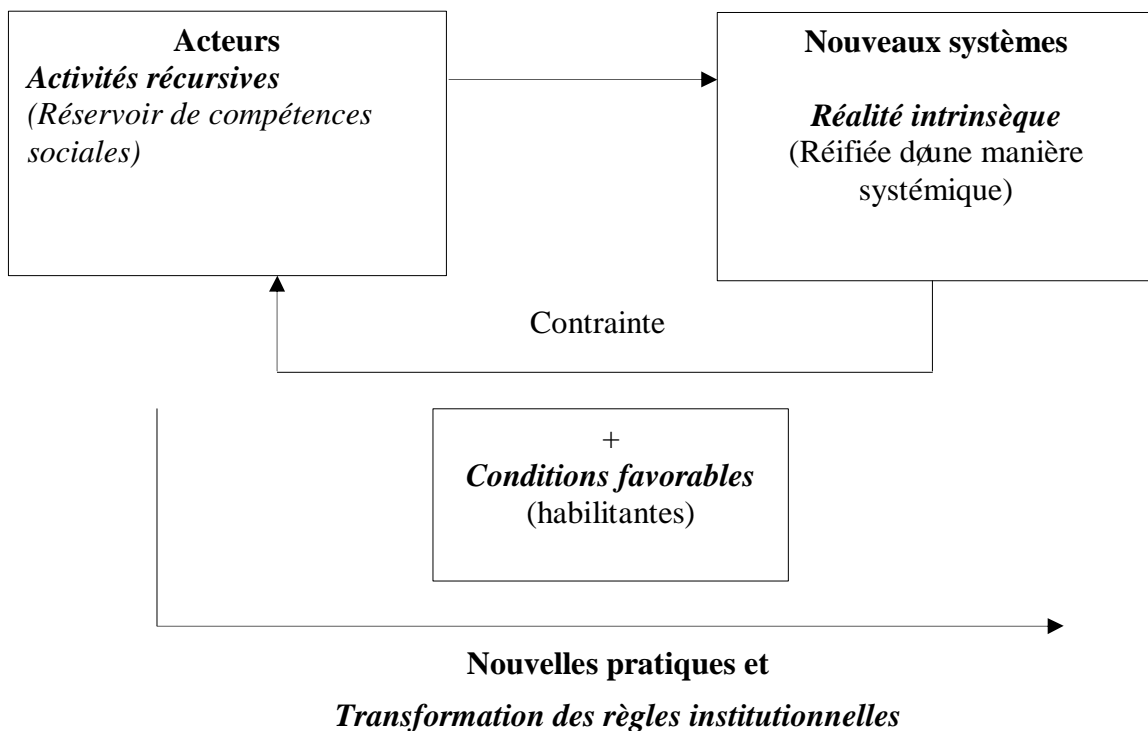 Acteurs
Activités récursives
(Réservoir de compétences
sociales)
Nouveaux systèmes
Réalité intrinsèque
(Réifiée døune manière
systémique)
Contrainte
+
Conditions favorables
(habilitantes)
Nouvelles pratiques et
Transformation des règles institutionnelles